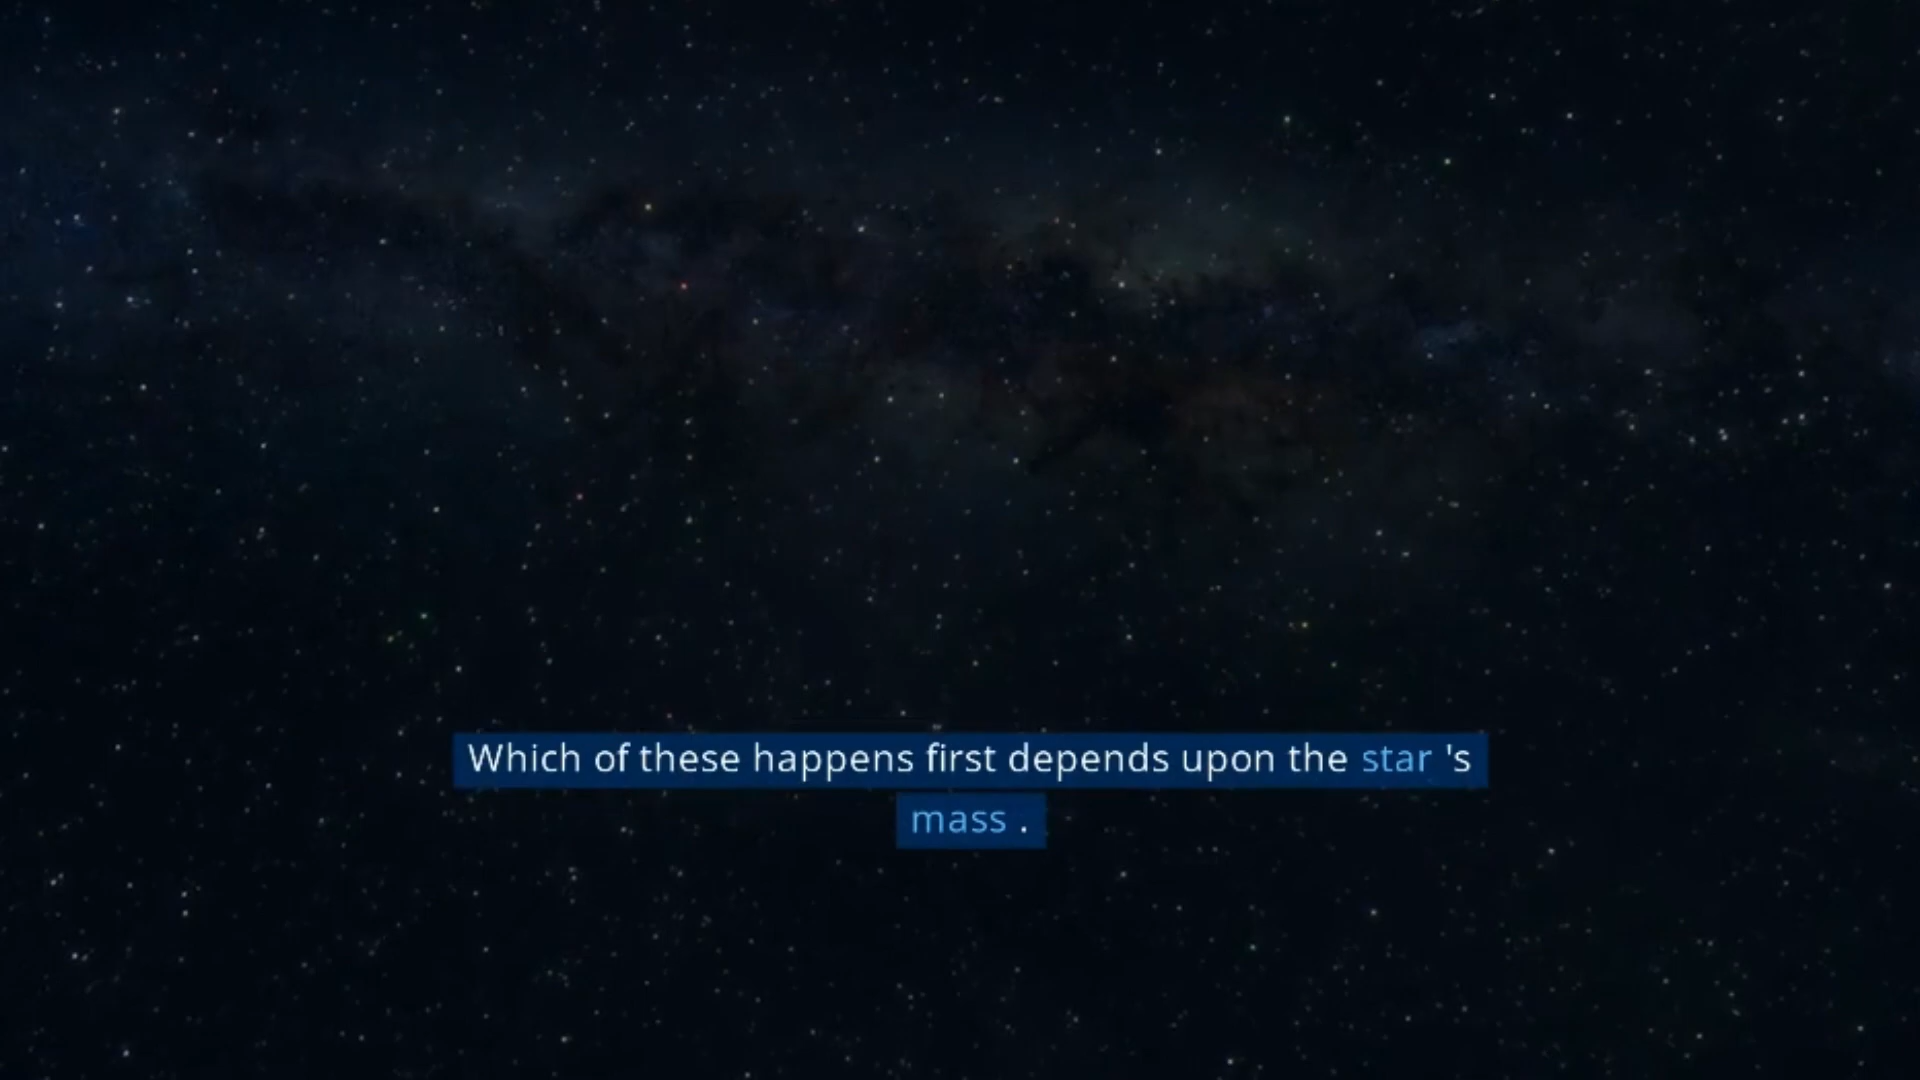 Which of these happens first depends upon the star 's
mass .